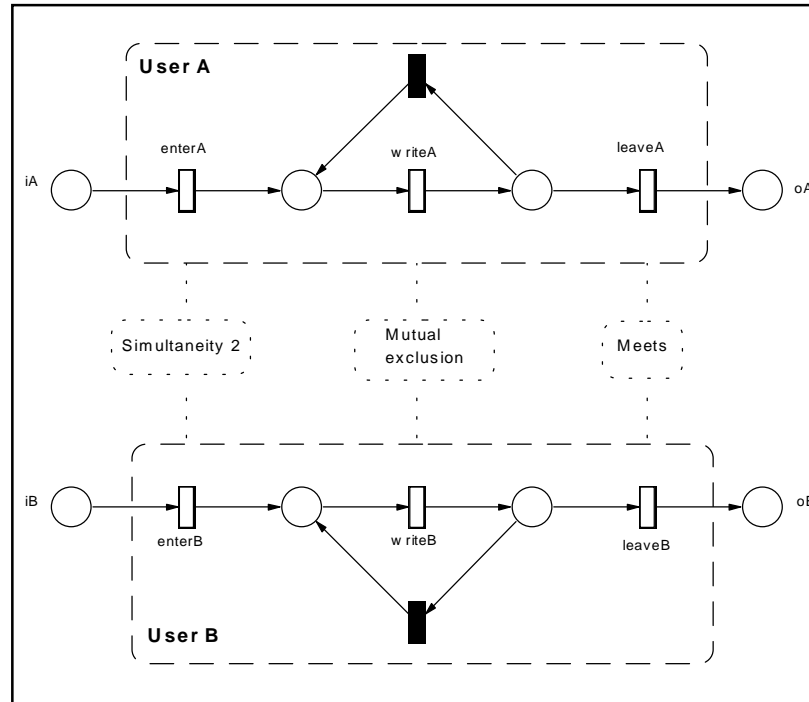 User A
enterA
w riteA
leaveA
iA
oA
Simultaneity 2
Mutual
exclusion
Meets
iB
oB
enterB
w riteB
leaveB
User B